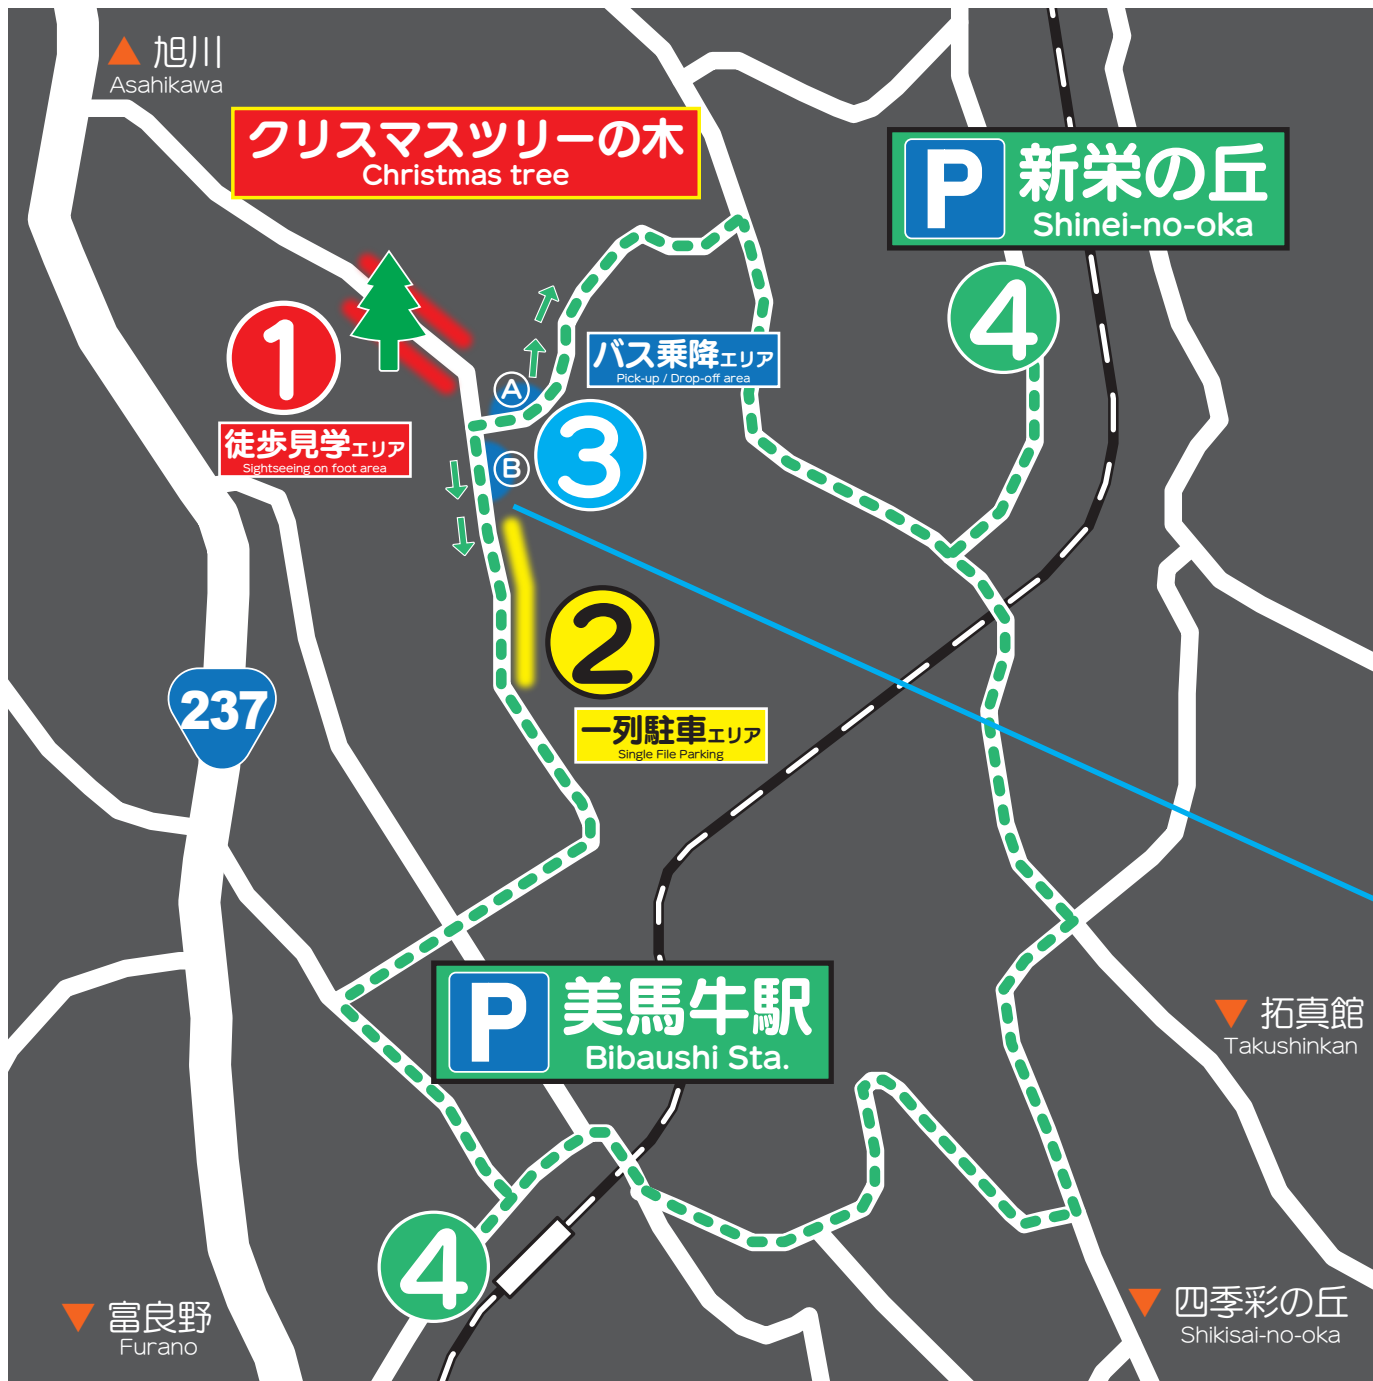 旭川
Asahikawa
クリスマスツリーの木
Christmas tree
P
新栄の丘
Shinei-no-oka
4
1
バス乗降エリア
Pick-up / Drop-off area
A
3
徒歩見学エリア
Sightseeing on foot area
B
2
237
一列駐車エリア
Single File Parking
P
美馬牛駅
Bibaushi Sta.
拓真館
Takushinkan
4
富良野
Furano
四季彩の丘
Shikisai-no-oka